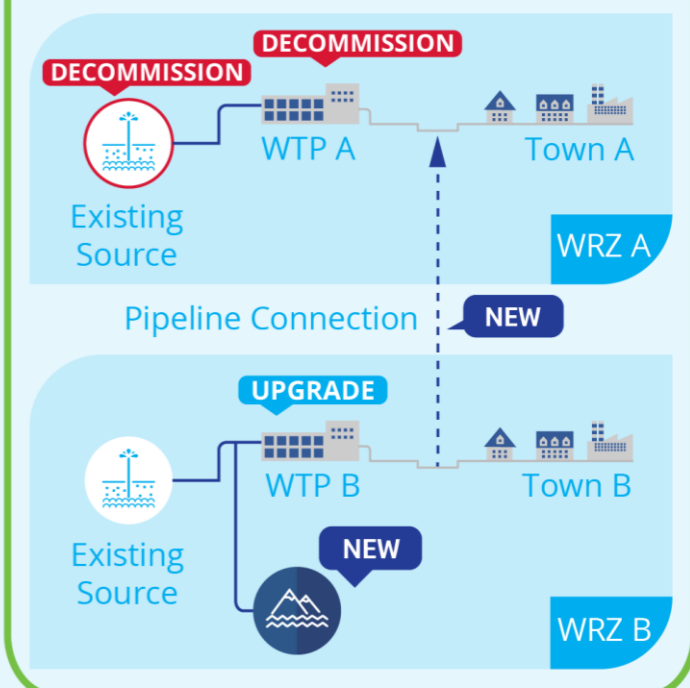 DECOMMISSION
DECOMMISSION
WTP A
Town A
Existing
Source
WRZ A
Pipeline Connection
NEW
UPGRADE
WTP B
Town B
Existing
Source
NEW
WRZ B